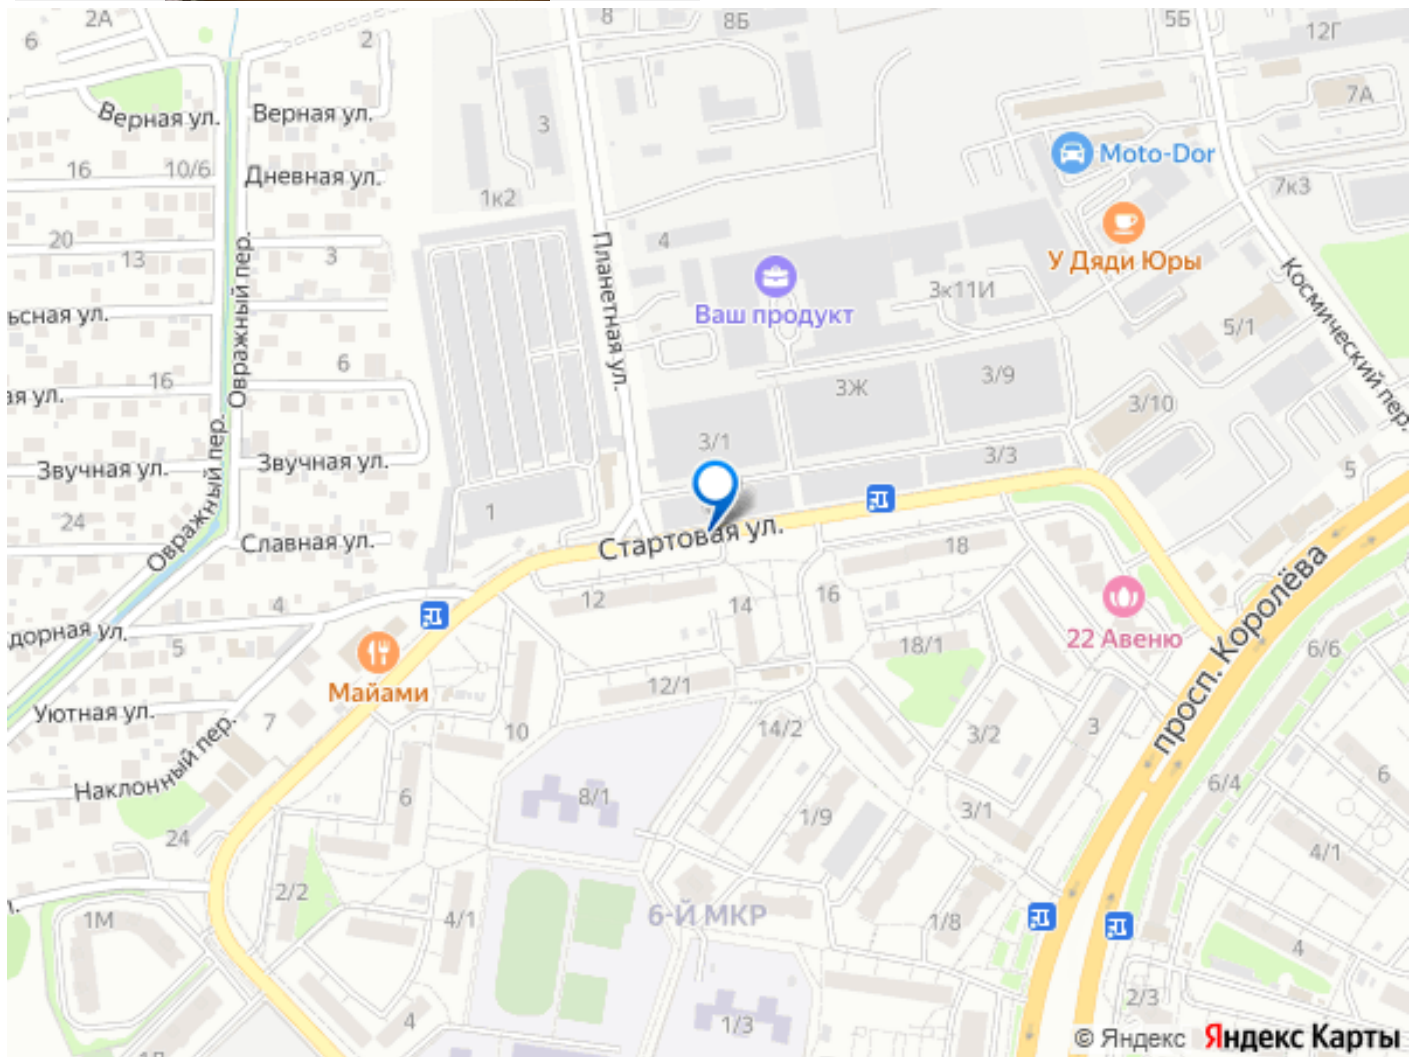 2А
8
8Б
5Б
12Г
6
2
7А
Верная ул.
Верная ул.
3
Moto-Dor
16
10/6
Дневная ул.
1к2
7к3
20
13
3
4
У Дяди Юры
Овражный пер.
Планетная ул.
Ваш продукт
3к11И
Космический пер.
ьсная ул.
5/1
6
16
ая ул.
3Ж
3/9
3/10
Овражный пер.
3/1
3/3
Звучная ул.
Звучная ул.
5
24
1
Славная ул.
Стартовая ул.
18
4
12
14
16
просп. Королёва
дорная ул.
5
22 Авеню
18/1
6/6
Майами
12/1
Уютная ул.
7
10
14/2
3/2
3
Наклонный пер.
6
8/1
1/9
3/1
6/4
6
24
4/1
2/2
1М
4/1
6-Й МКР
1/8
4
2/3
4
1/3
© Яндекс Яндекс Карты